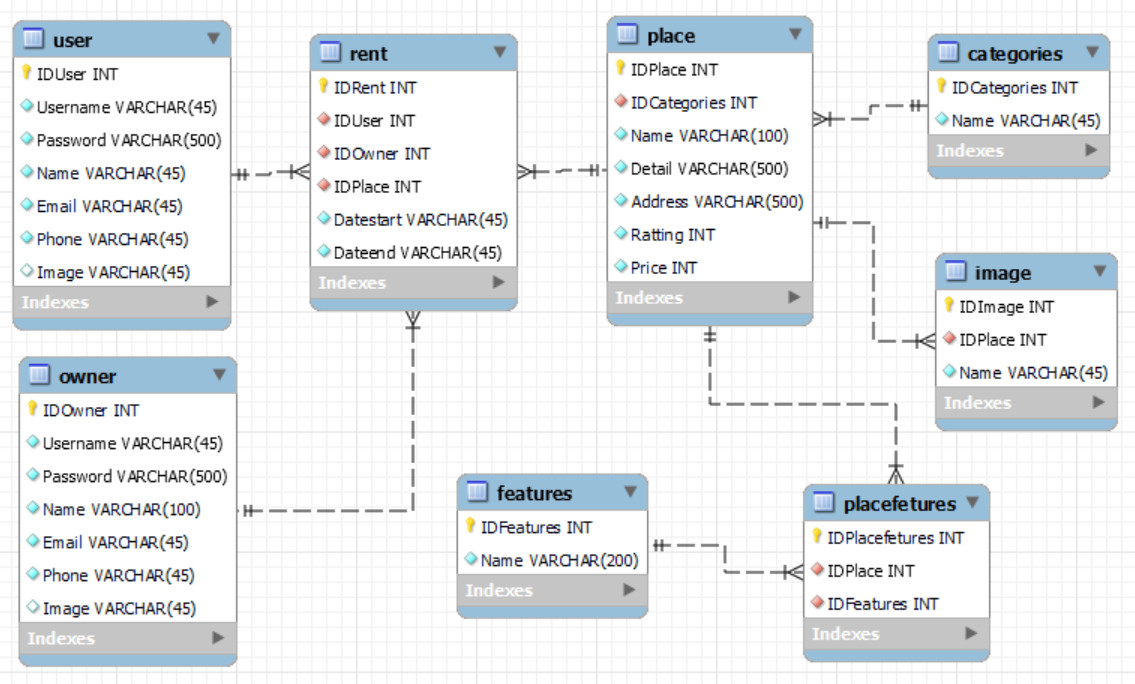 user
IDUser INT
Username VARCHAR(45)
Password VARCHAR(500)
Name VARCHAR(45)
Email VARCHAR(45)
Phone VARCHAR(45)
Image VARCHAR(45)
Indexes
rent
IDRent INT
IDUser INT
IDOwner INT
IDPlace INT
Datestart VARCHAR(45)
Dateend VARCHAR(45)
Indexes
place
IDPlace INT
IDCategories INT
Name VARCHAR(100)
Detail VARCHAR(500)
Address VARCHAR(500)
Ratting INT
Price INT
Indexes
categories
IDCategories INT
Name VARCHAR(45)
Indexes
image
IDImage INT
IDPlace INT
Name VARCHAR(45)
Indexes
owner
IDOwner INT
Username VARCHAR(45)
Password VARCHAR(500)
Name VARCHAR(100)
Email VARCHAR(45)
Phone VARCHAR(45)
Image VARCHAR(45)
Indexes
features
IDFeatures INT
Name VARCHAR(200)
Indexes
placefetures
IDPlacefetures INT
IDPlace INT
IDFeatures INT
Indexes